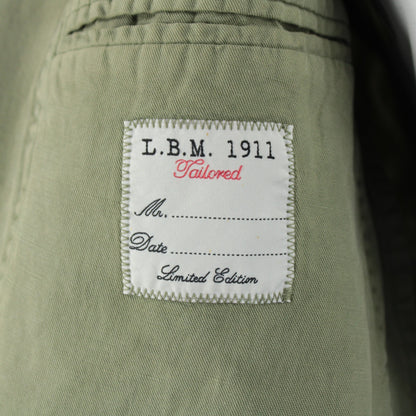 L.B.M. 1911
Tailored
Mr. ........................
Date ........................
Limited Edition